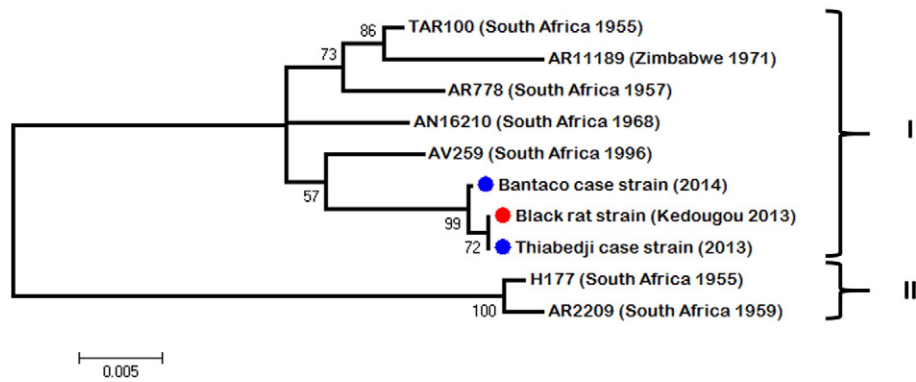 TAR100 (South Africa 1955)
86
AR11189 (Zimbabwe 1971)
73
AR778 (South Africa 1957)
AN16210 (South Africa 1968)
I
AV259 (South Africa 1996)
Bantaco case strain (2014)
57
Black rat strain (Kedougou 2013)
99
Thiabedji case strain (2013)
72
H177 (South Africa 1955)
II
AR2209 (South Africa 1959)
100
0.005